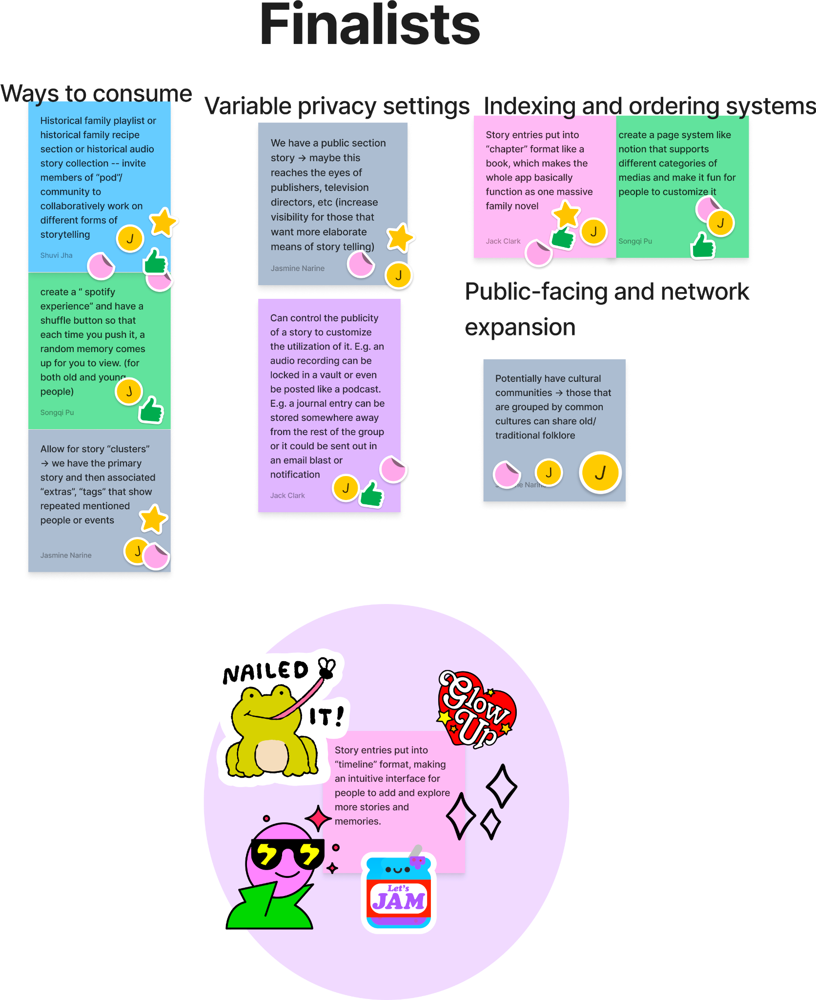 Finalists
Ways to consume
Historical family playlist or
historical family recipe
section or historical audio
story collection -- invite
members of “pod”/
community to
collaboratively work on
different forms of
storytelling
J
Shuvi Jha
create a “ spotify
experience” and have a
shuffle button so that
each time you push it, a
random memory comes
up for you to view. (for
both old and young
people)
J
Songqi Pu
Allow for story “clusters”
→ we have the primary
story and then associated
“extras”, “tags” that show
repeated mentioned
people or events
J
Jasmine Narine
Variable privacy settings
We have a public section
story → maybe this
reaches the eyes of
publishers, television
directors, etc (increase
visibility for those that
want more elaborate
means of story telling)
Jasmine Narine
J
Can control the publicity
of a story to customize
the utilization of it. E.g. an
audio recording can be
locked in a vault or even
be posted like a podcast.
E.g. a journal entry can be
stored somewhere away
from the rest of the group
or it could be sent out in
an email blast or
notification
J
Jack Clark
Indexing and ordering systems
Story entries put into
“chapter” format like a
book, which makes the
whole app basically
function as one massive
family novel
J
Jack Clark
create a page system like
notion that supports
different categories of
medias and make it fun for
people to customize it
J
Songqi Pu
Public-facing and network
expansion
Potentially have cultural
communities → those that
are grouped by common
cultures can share old/
traditional folklore
J
J
Narine
NAILED
IT!
Glow
Up
Story entries put into
“timeline” format, making
an intuitive interface for
people to add and explore
more stories and
memories.
Let's
JAM